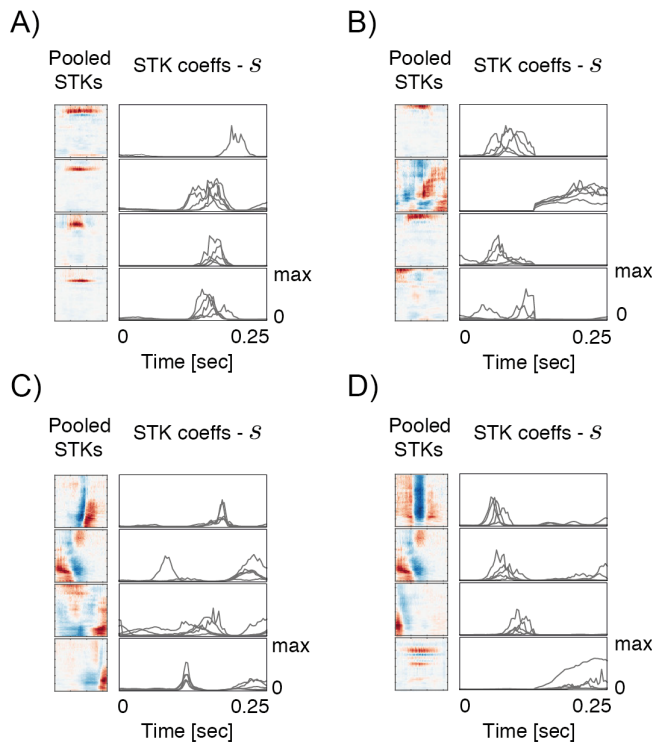 A)
Pooled STKs
STK coeffs - s
max
0
0 0.25
Time [sec]
B)
Pooled STKs
STK coeffs - s
max
0
0 0.25
Time [sec]
C)
Pooled STKs
STK coeffs - s
max
0
0 0.25
Time [sec]
D)
Pooled STKs
STK coeffs - s
max
0
0 0.25
Time [sec]